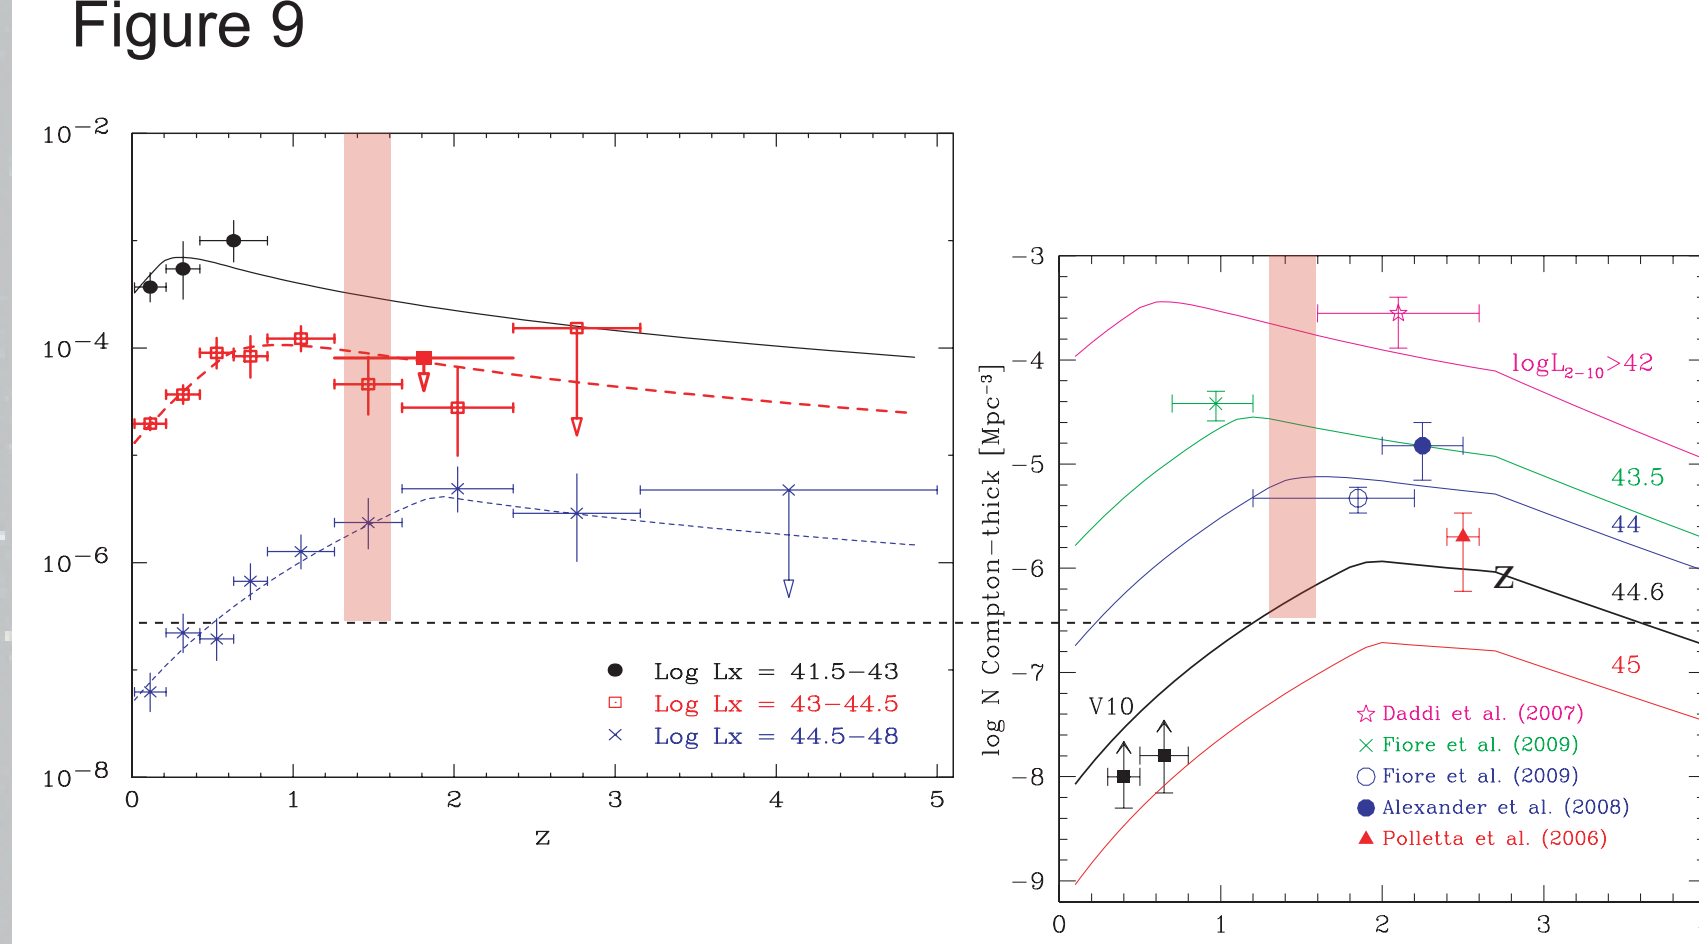 Figure 9
10−2
10−4
10−6
10−8
0 1 2 3 4 5
z
Log Lx = 41.5−43
Log Lx = 43−44.5
Log Lx = 44.5−48
log N Compton−thick [Mpc−3]
−3
−4
−5
−6
−7
−8
−9
0 1 2 3
logL2−10>42
43.5
44
44.6
45
Z
V10
Daddi et al. (2007)
Fiore et al. (2009)
Fiore et al. (2009)
Alexander et al. (2008)
Polletta et al. (2006)